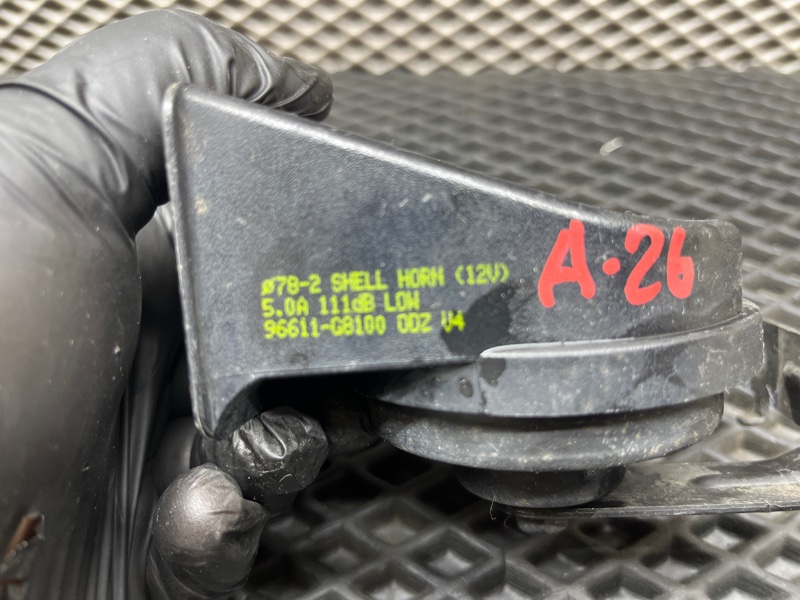 ø78-2 SHELL HORN (12V)
5.0A 111dB LOW
96611-G8100 ODZ V4
A-26